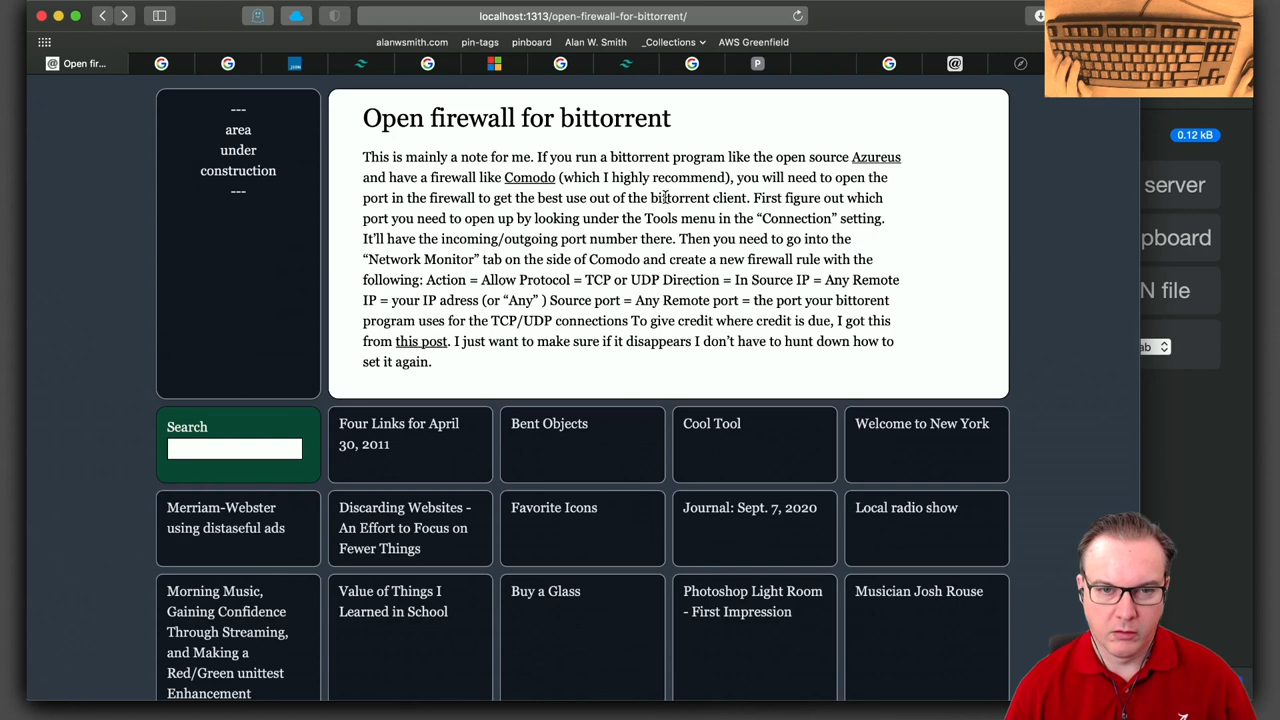 localhost:1313/open-firewall-for-bittorrent/
alanwsmith.com pin-tags pinboard Alan W. Smith _Collections AWS Greenfield
Open fir...
---
area
under
construction
---
Open firewall for bittorrent
This is mainly a note for me. If you run a bittorrent program like the open source Azureus
and have a firewall like Comodo (which I highly recommend), you will need to open the
port in the firewall to get the best use out of the bittorrent client. First figure out which
port you need to open up by looking under the Tools menu in the “Connection” setting.
It’ll have the incoming/outgoing port number there. Then you need to go into the
“Network Monitor” tab on the side of Comodo and create a new firewall rule with the
following: Action = Allow Protocol = TCP or UDP Direction = In Source IP = Any Remote
IP = your IP adress (or “Any” ) Source port = Any Remote port = the port your bittorent
program uses for the TCP/UDP connections To give credit where credit is due, I got this
from this post. I just want to make sure if it disappears I don’t have to hunt down how to
set it again.
0.12 kB
server
pboard
N file
ab
Search
Four Links for April
30, 2011
Bent Objects
Cool Tool
Welcome to New York
Merriam-Webster
using distaseful ads
Discarding Websites -
An Effort to Focus on
Fewer Things
Favorite Icons
Journal: Sept. 7, 2020
Local radio show
Morning Music,
Gaining Confidence
Through Streaming,
and Making a
Red/Green unittest
Enhancement
Value of Things I
Learned in School
Buy a Glass
Photoshop Light Room
- First Impression
Musician Josh Rouse